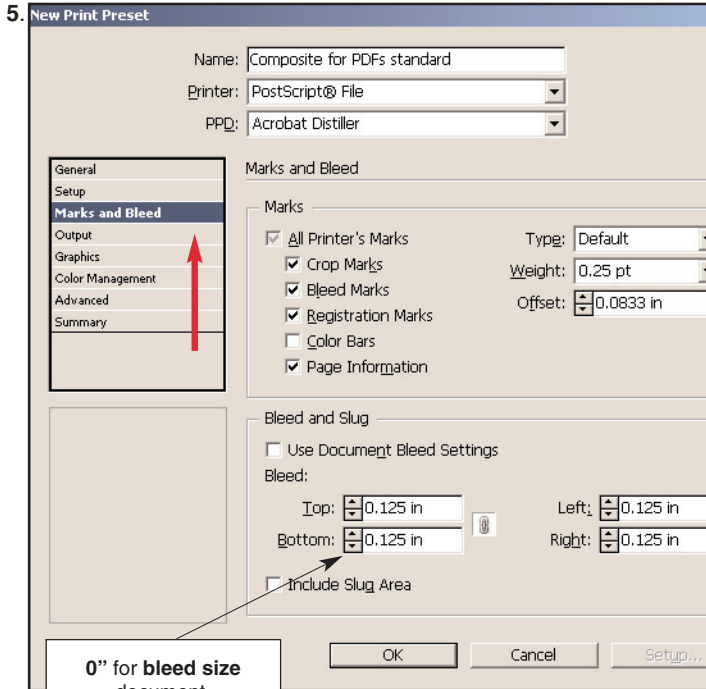 5.
New Print Preset
Name: Composite for PDFs standard
Printer: PostScript® File
PPD: Acrobat Distiller
General
Setup
Marks and Bleed
Output
Graphics
Color Management
Advanced
Summary
Marks and Bleed
Marks
All Printer's Marks
Crop Marks
Bleed Marks
Registration Marks
Color Bars
Page Information
Type: Default
Weight: 0.25 pt
Offset: 0.0833 in
Bleed and Slug
Use Document Bleed Settings
Bleed:
Top: 0.125 in
Left: 0.125 in
Bottom: 0.125 in
Right: 0.125 in
Include Slug Area
0” for bleed size
document
OK
Cancel
Setup...